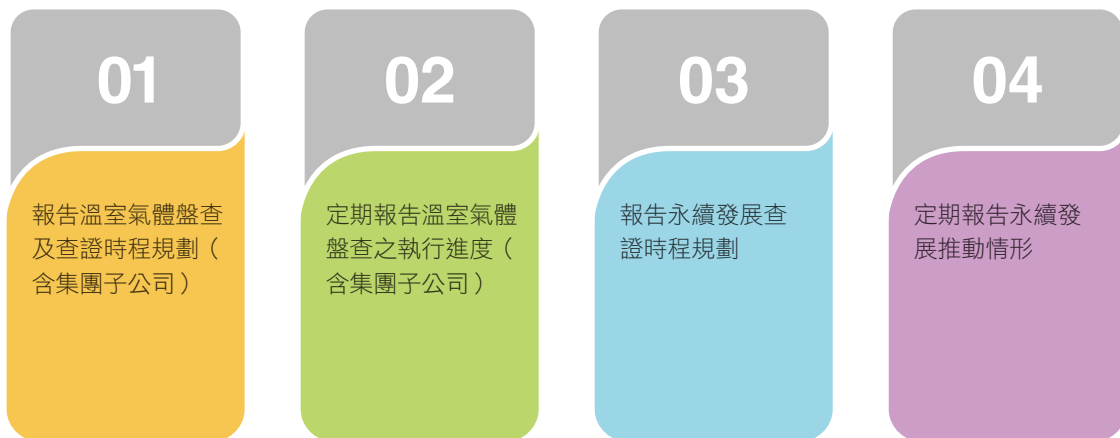 01
報告溫室氣體盤查
及查證時程規劃（
含集團子公司）
02
定期報告溫室氣體
盤查之執行進度（
含集團子公司）
03
報告永續發展查
證時程規劃
04
定期報告永續發
展推動情形